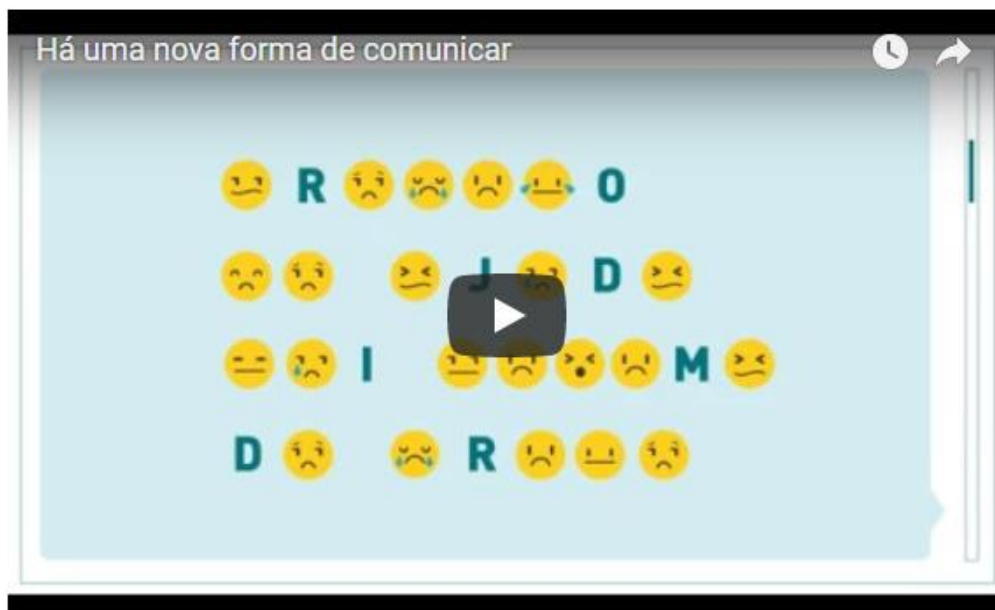 Há uma nova forma de comunicar
😒 R 😞 😢 🙁 😂 O
😞 😞 😖 J 😞 D 😖
😑 😢 I 😒 🙁 😵 🙁 M 😖
D 😞 😢 R 🙁 😐 😞